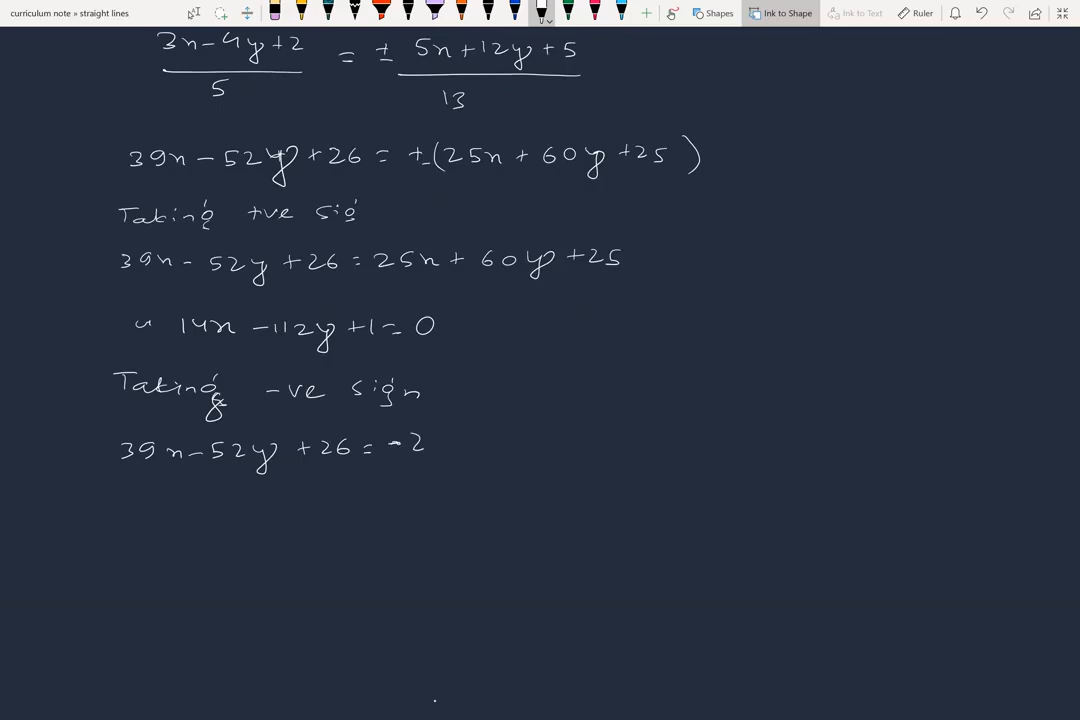 curriculum note » straight lines Shapes Ink to Shape Ink to Text Ruler
3x - 4y + 2 / 5 = ± 5x + 12y + 5 / 13
39x - 52y + 26 = ±(25x + 60y + 25)
Taking +ve sig
39x - 52y + 26 = 25x + 60y + 25
14x - 112y + 1 = 0
Taking -ve sign
39x - 52y + 26 = -2